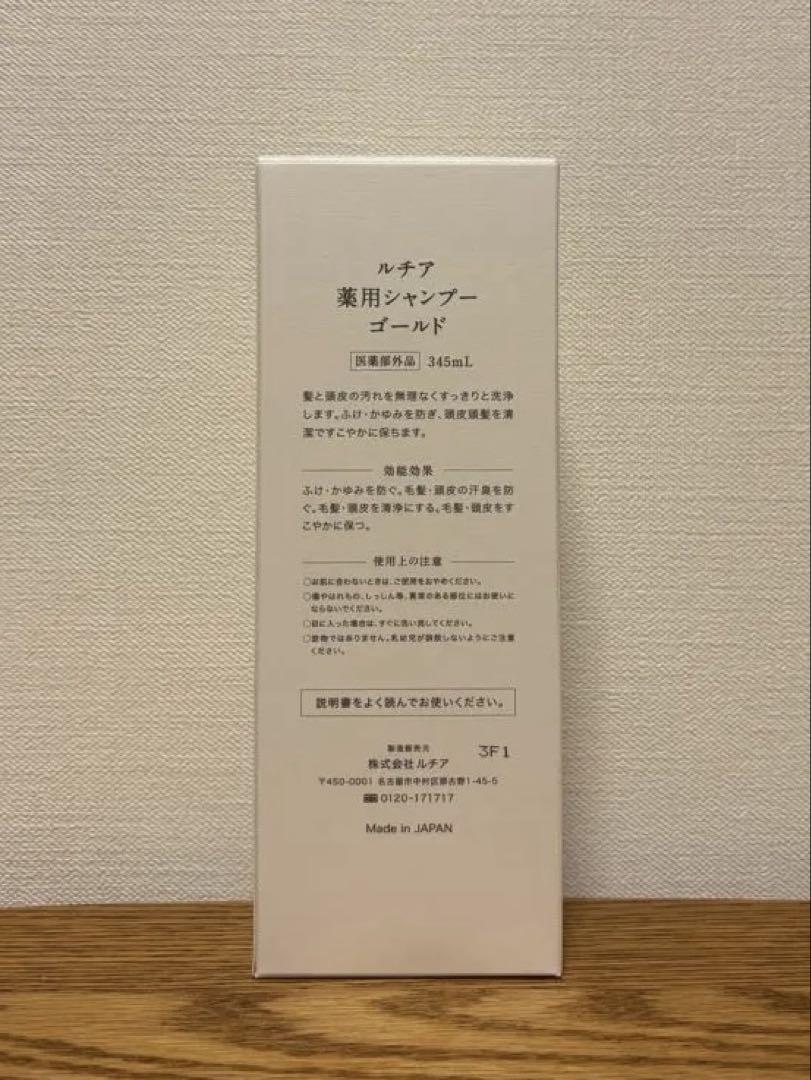 ルチア
薬用シャンプー
ゴールド
医薬部外品 345mL
髪と頭皮の汚れを無理なくすっきりと洗浄
します。ふけ・かゆみを防ぎ、頭皮頭髪を清
潔ですこやかに保ちます。
効能効果
ふけ・かゆみを防ぐ。毛髪・頭皮の汗臭を防
ぐ。毛髪・頭皮を清浄にする。毛髪・頭皮をす
こやかに保つ。
使用上の注意
○お肌に合わないときは、ご使用をおやめください。
○傷やはれもの、しっしん等、異常のある部位にはお使いに
ならないでください。
○目に入った場合は、すぐに洗い流してください。
○食物ではありません。乳幼児が誤飲しないようにご注意
ください。
説明書をよく読んでお使いください。
製造販売元
3F1
株式会社ルチア
〒450-0001 名古屋市中村区那古野1-45-5
0120-171717
Made in JAPAN